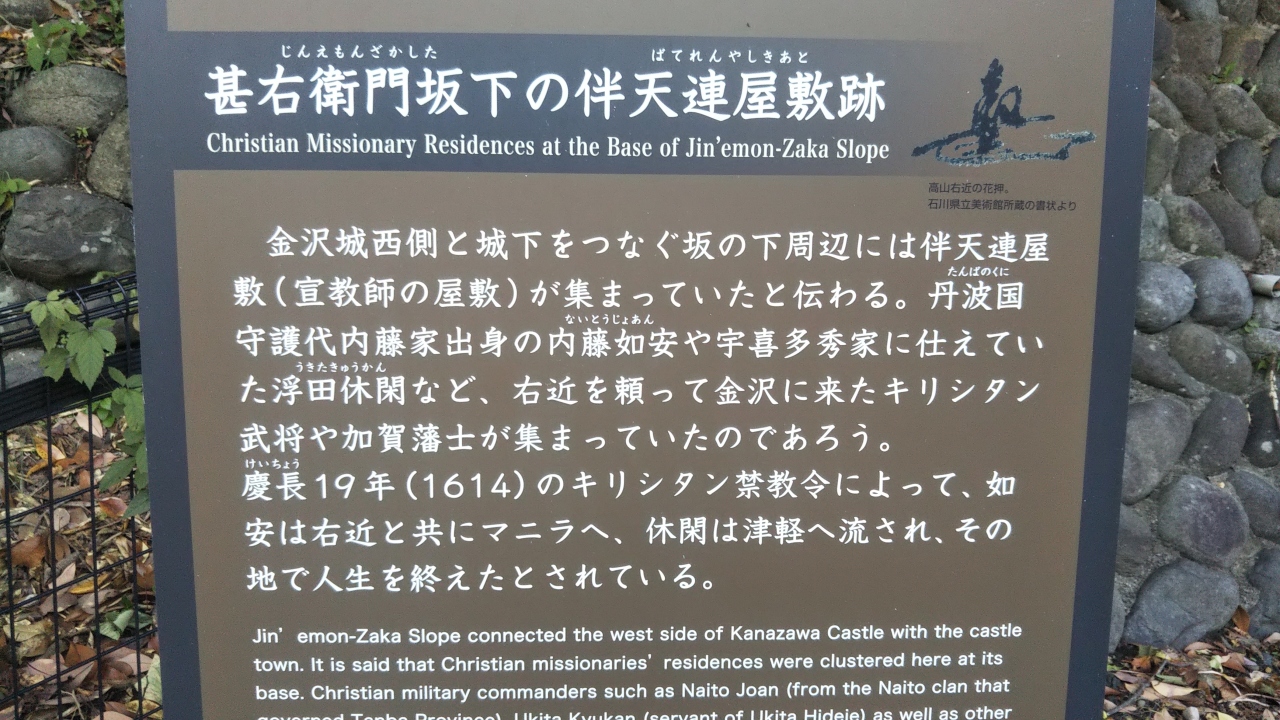 じんえもんざかした ばてれんやしきあと
甚右衛門坂下の伴天連屋敷跡
Christian Missionary Residences at the Base of Jin'emon-Zaka Slope
高山右近の花押。
石川県立美術館所蔵の書状より
金沢城西側と城下をつなぐ坂の下周辺には伴天連屋
敷(宣教師の屋敷)が集まっていたと伝わる。丹波国
たんばのくに
守護代内藤家出身の内藤如安や宇喜多秀家に仕えてい
ないとうじょあん
た浮田休閑など、右近を頼って金沢に来たキリシタン
うきたきゅうかん
武将や加賀藩士が集まっていたのであろう。
慶長19年(1614)のキリシタン禁教令によって、如
けいちょう
安は右近と共にマニラへ、休閑は津軽へ流され、その
地で人生を終えたとされている。
Jin' emon-Zaka Slope connected the west side of Kanazawa Castle with the castle
town. It is said that Christian missionaries' residences were clustered here at its
base. Christian military commanders such as Naito Joan (from the Naito clan that
governed Tanba Province), Ukita Kyukan (servant of Ukita Hideie) as well as other